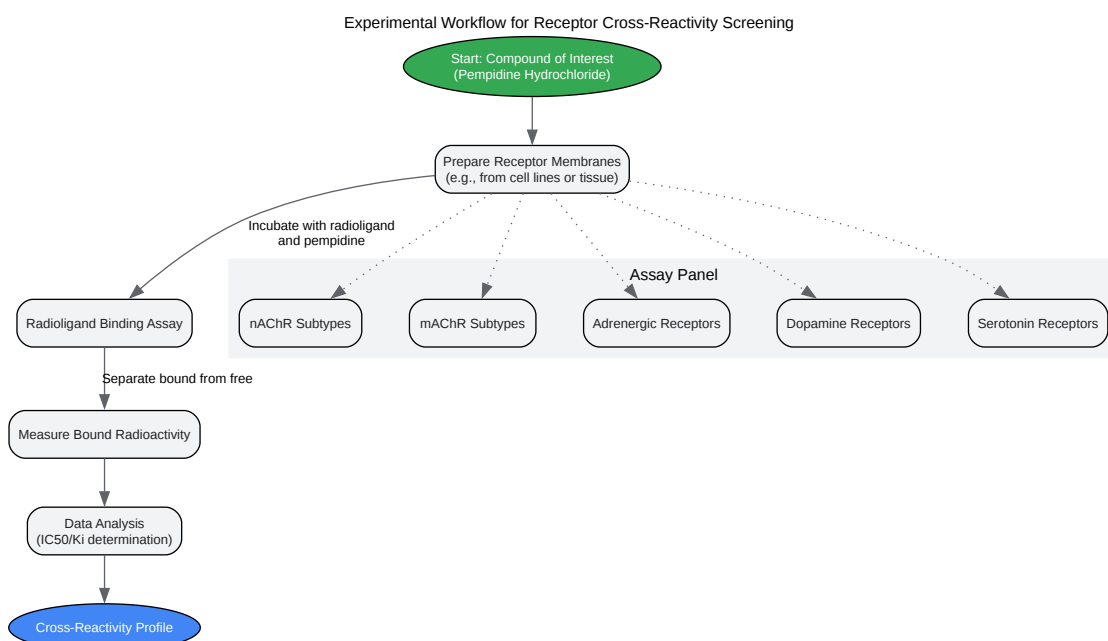 Experimental Workflow for Receptor Cross-Reactivity Screening
Start: Compound of Interest
(Pempidine Hydrochloride)
Prepare Receptor Membranes
(e.g., from cell lines or tissue)
Incubate with radioligand
and pempidine
Assay Panel
Radioligand Binding Assay
nAChR Subtypes
mAChR Subtypes
Adrenergic Receptors
Dopamine Receptors
Serotonin Receptors
Separate bound from free
Measure Bound Radioactivity
Data Analysis
(IC50/Ki determination)
Cross-Reactivity Profile